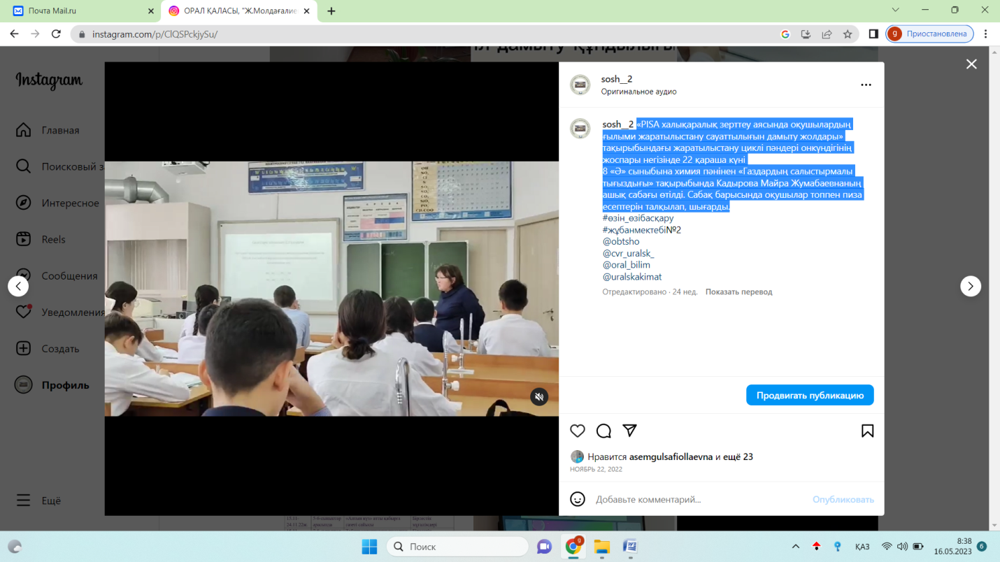 Почта Mail.ru
ОРАЛ ҚАЛАСЫ, "Ж.Молдағалие
instagram.com/p/ClQSPckjySu/
Приостановлена
Instagram
Главная
Интересное
Reels
Сообщения
Уведомления
Создать
Профиль
Ещё
sosh__2
Оригинальное аудио
sosh__2 «PISA халықаралық зерттеу аясында оқушылардың
ғылыми жаратылыстану сауаттылығын дамыту жолдары»
тақырыбындағы жаратылыстану циклі пәндері онкүндігінің
жоспары негізінде 22 қараша күні
8 «Ә» сыныбына химия пәнінен «Газдардың салыстырмалы
тығыздығы» тақырыбында Кадырова Майра Жумабаевнаның
ашық сабағы өтілді. Сабақ барысында оқушылар топпен пиза
есептерін талқылап, шығарды.
#өзін_өзібасқару
#жұбанмектебі№2
@obtsho
@cvr_uralsk_
@oral_bilim
@uralskakimat
Отредактировано · 24 нед. Показать перевод
Продвигать публикацию
Нравится asemgulsafiollaevna и ещё 23
НОЯБРЬ 22, 2022
Добавьте комментарий...
Опубликовать
Поиск
ҚАЗ
8:38
16.05.2023
6